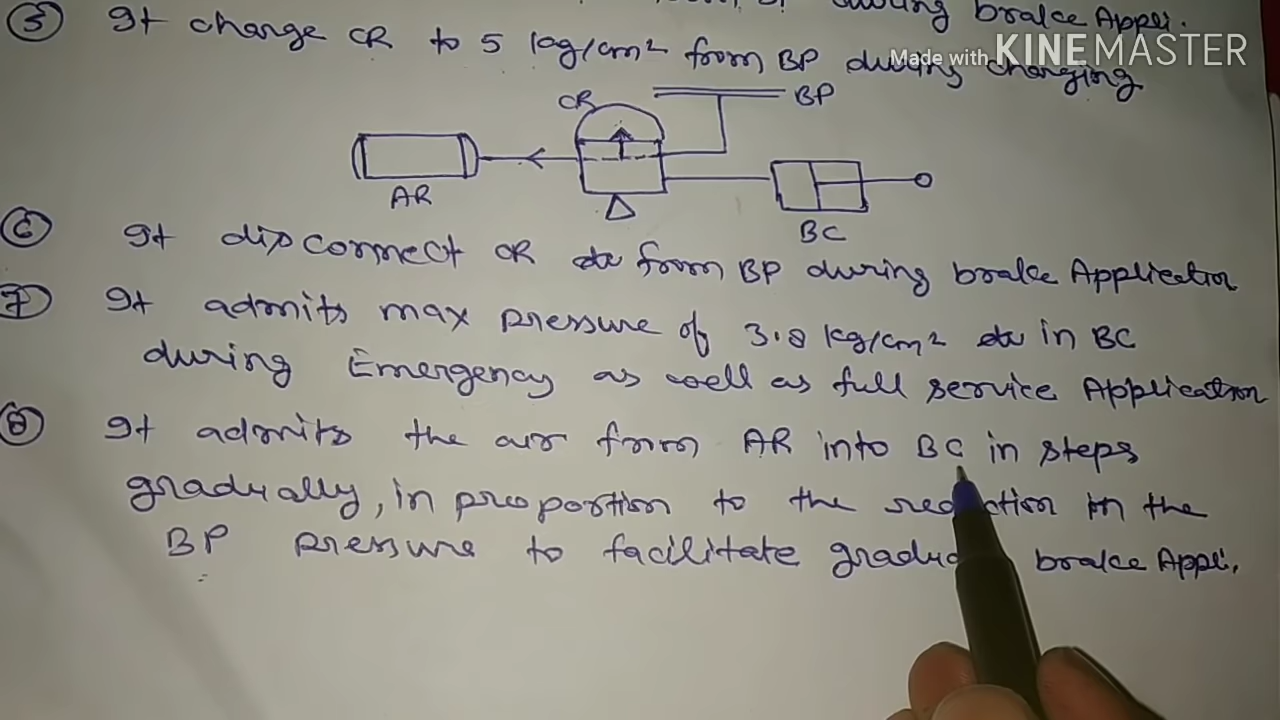 during brake Appli.
⑤ It change CR to 5 kg/cm² from BP during charging
Made with KINEMASTER
CR
BP
AR
BC
⑥ It disconnect CR from BP during brake Application
⑦ It admits max pressure of 3.8 kg/cm² in BC
during Emergency as well as full service Application
⑧ It admits the air from AR into BC in steps
gradually, in proportion to the reduction in the
BP pressure to facilitate brake Appli.